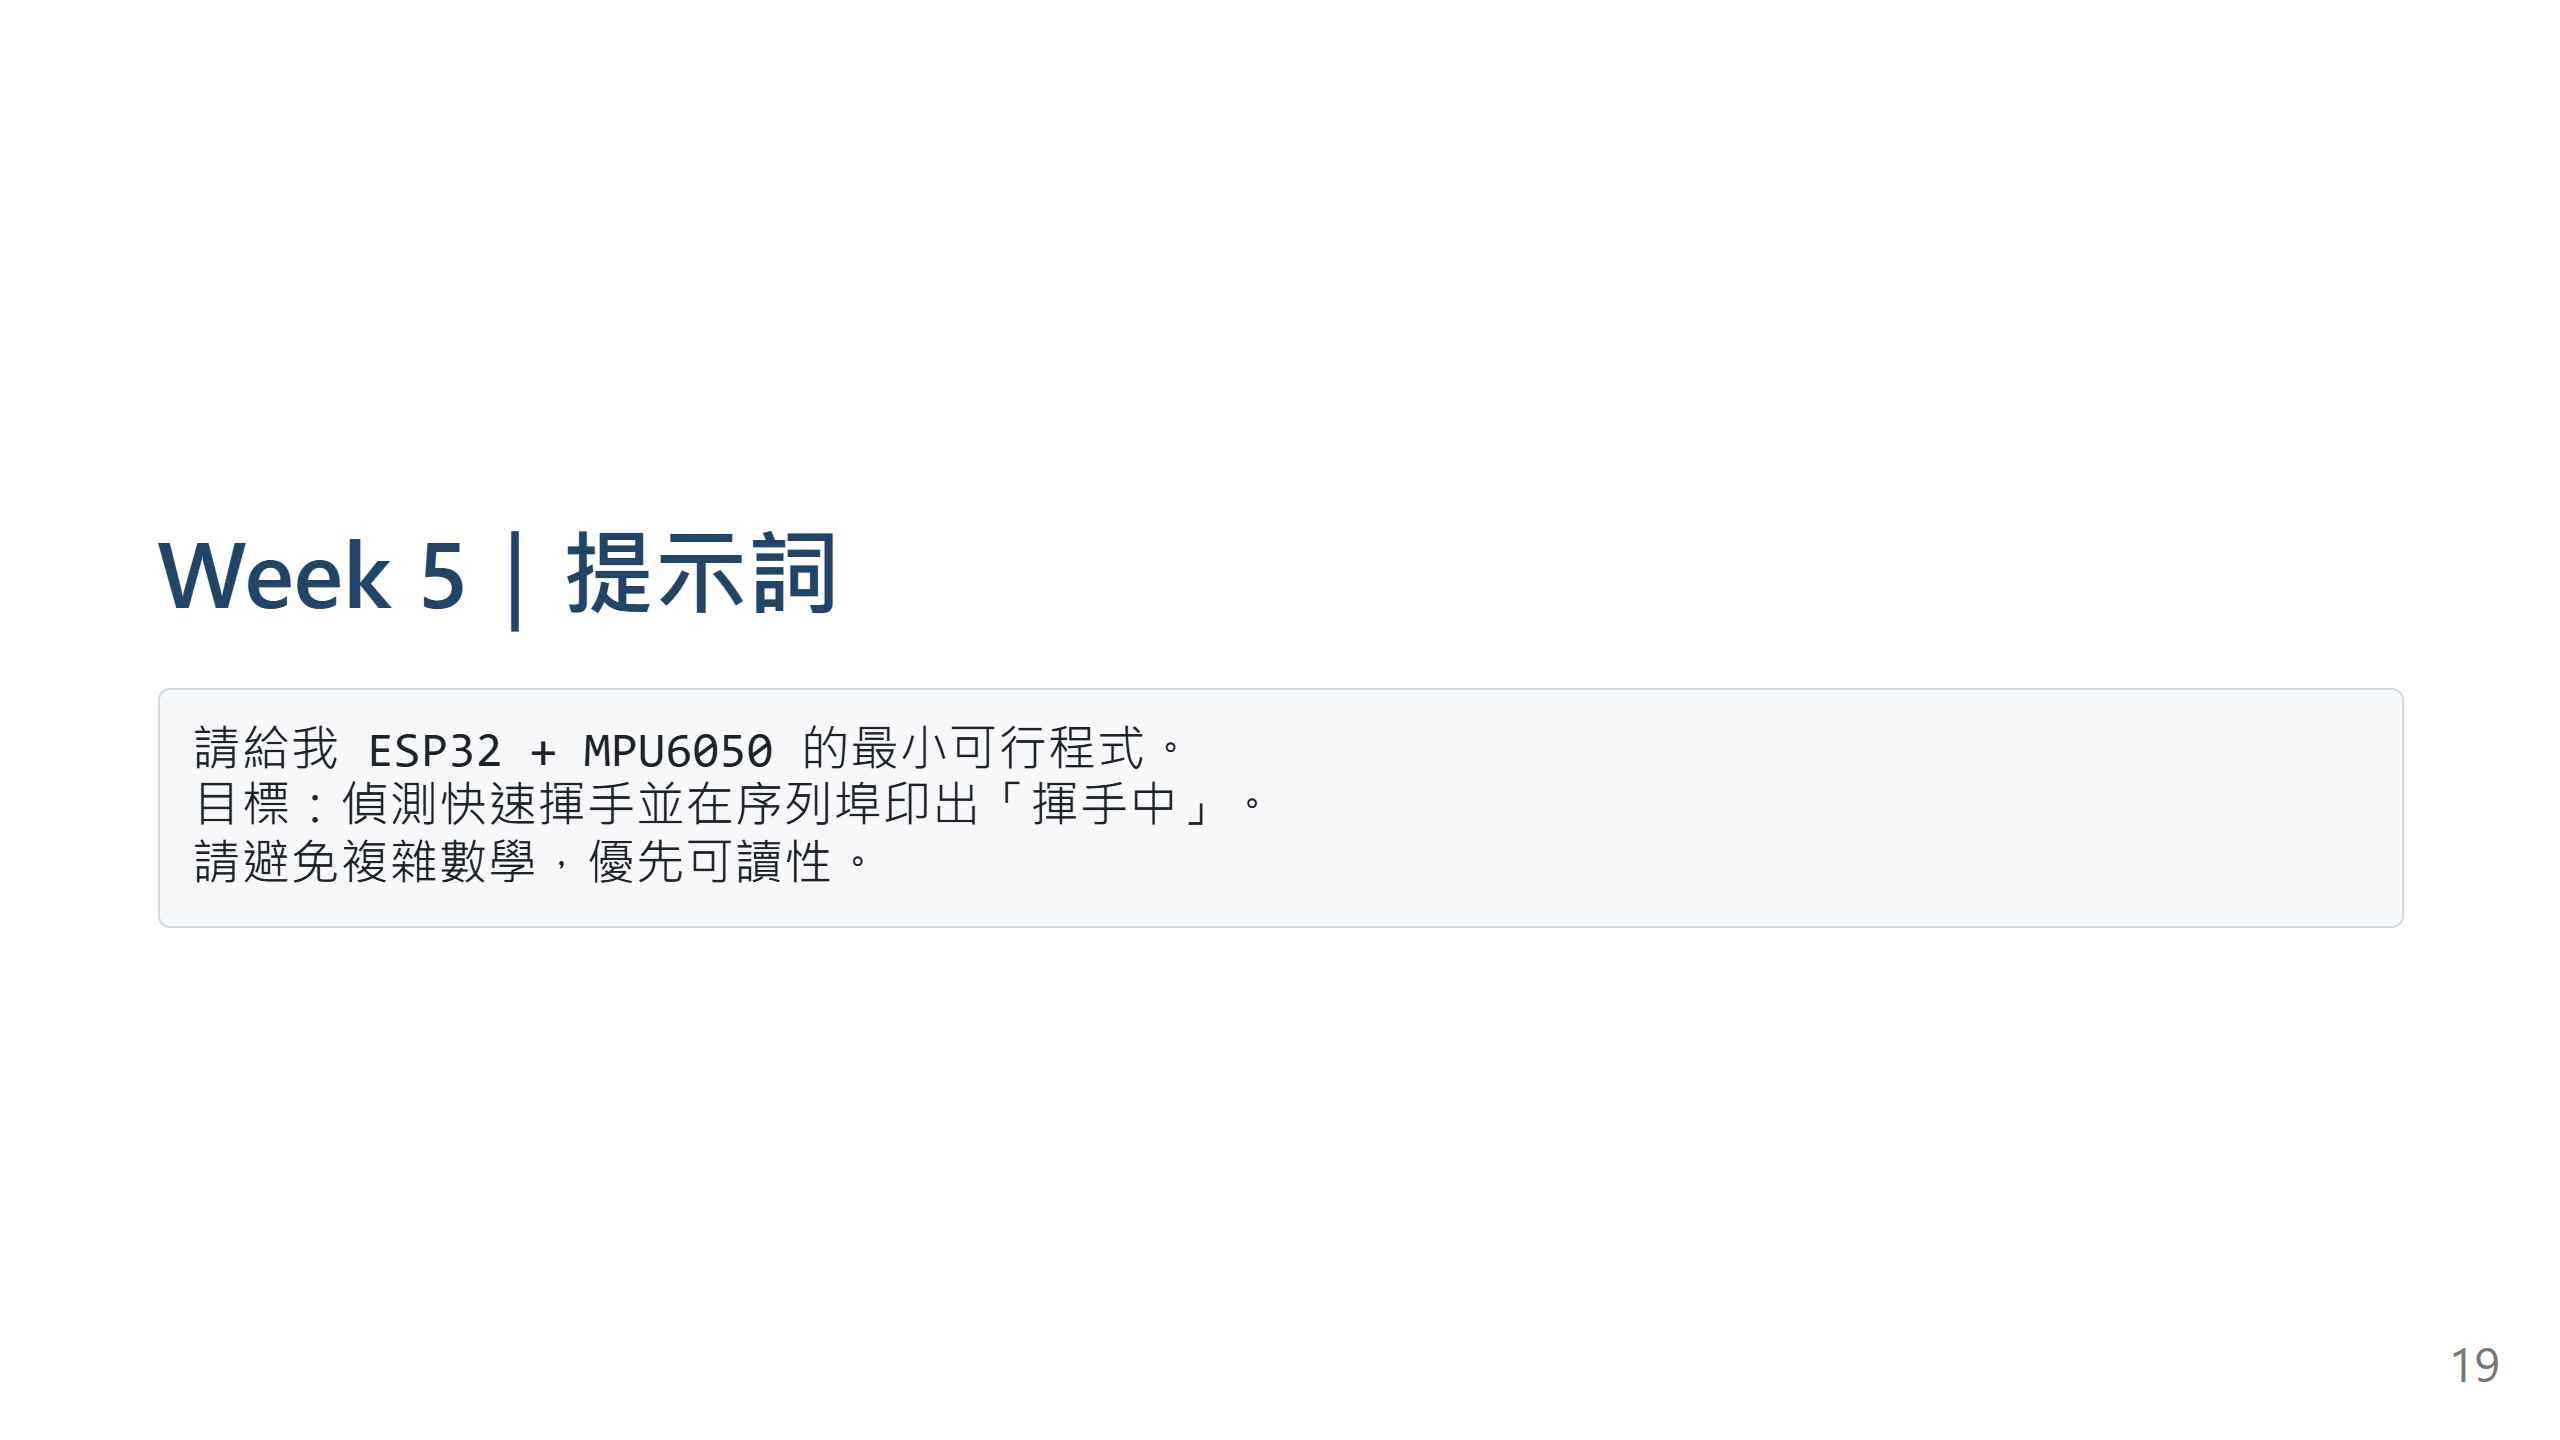 Week 5｜提示詞
請給我 ESP32 + MPU6050 的最小可行程式。
目標：偵測快速揮手並在序列埠印出「揮手中」。
請避免複雜數學，優先可讀性。
19